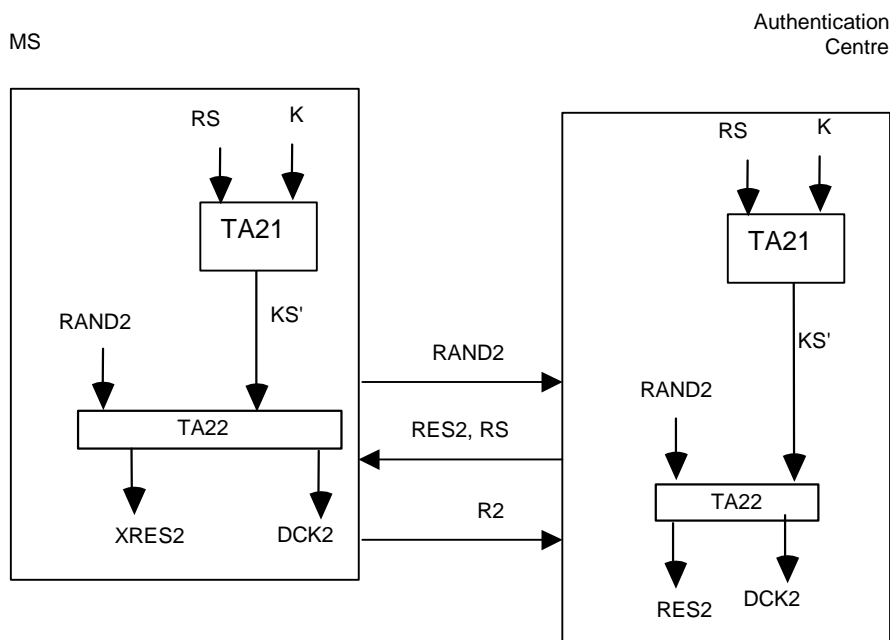 MS
Authentication
Centre
RS
K
TA21
KS'
RAND2
TA22
XRES2
DCK2
RAND2
RES2, RS
R2
RS
K
TA21
KS'
RAND2
TA22
RES2
DCK2